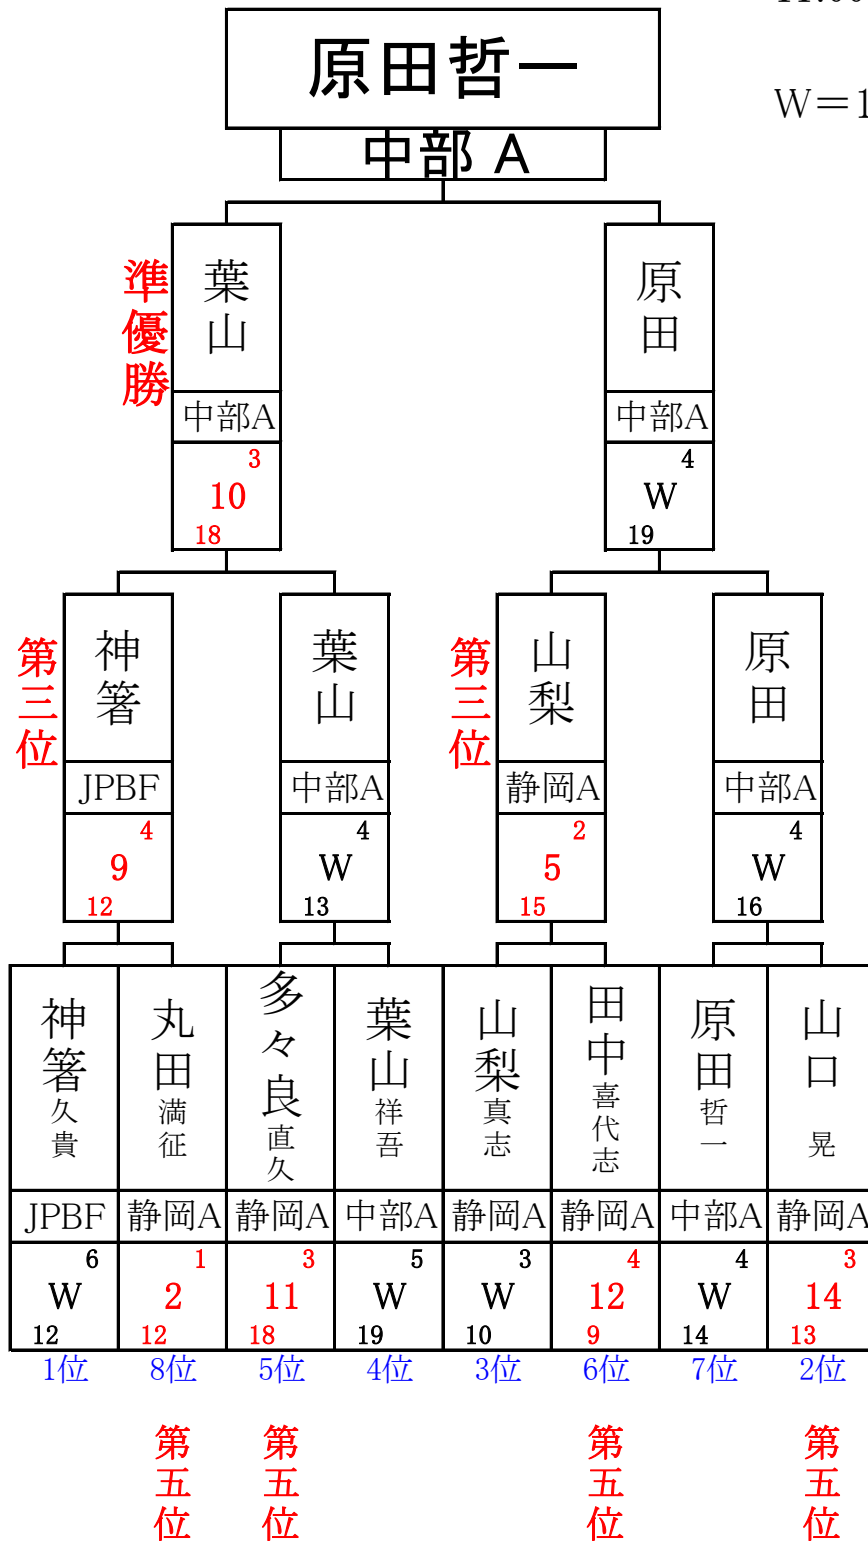 W=1
原田哲一
中部 A
準優勝
葉山
原田
中部A
中部A
3
10
18
4
W
19
第三位
神箸
葉山
第三位
山梨
原田
JPBF
中部A
静岡A
中部A
4
9
12
4
W
13
2
5
15
4
W
16
神箸久貴
丸田満征
多々良直久
葉山祥吾
山梨真志
田中喜代志
原田哲一
山口 晃
JPBF
静岡A
静岡A
中部A
静岡A
静岡A
中部A
静岡A
6
W
12
1
2
12
3
11
18
5
W
19
3
W
10
4
12
9
4
W
14
3
14
13
1位
8位
5位
4位
3位
6位
7位
2位
第五位
第五位
第五位
第五位